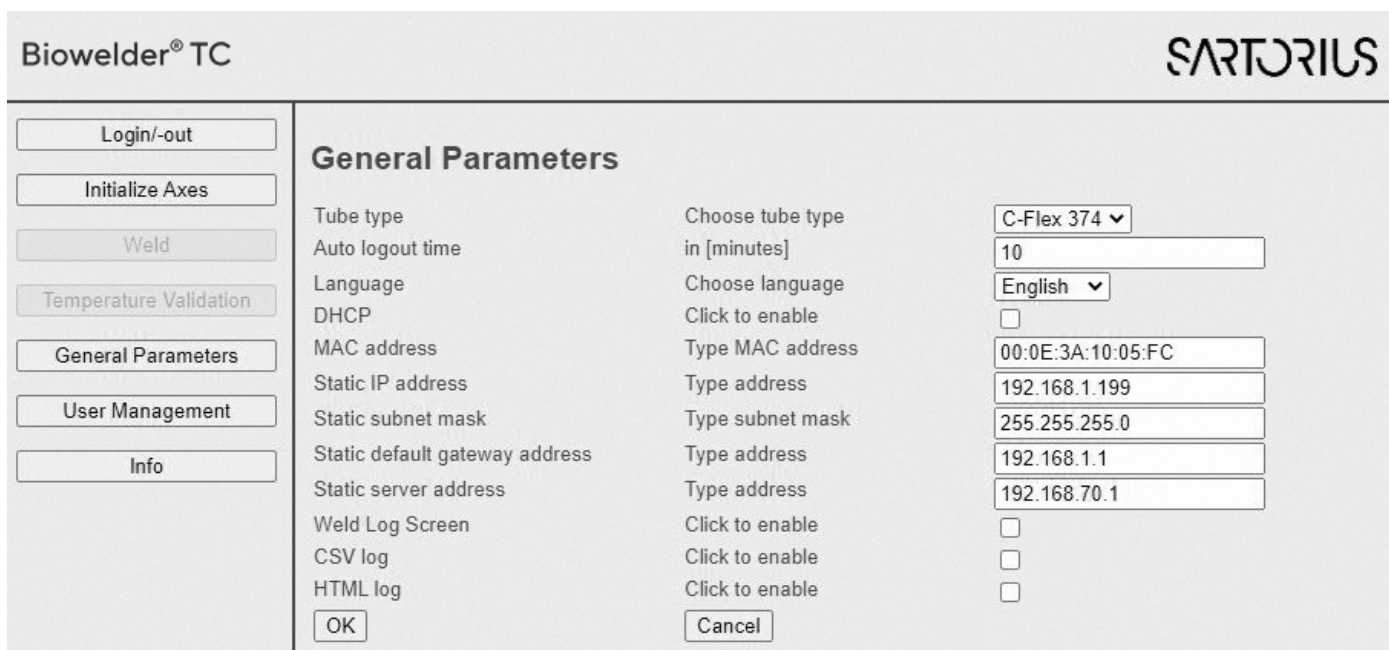 Biowelder® TC
SARTORIUS
Login/-out
Initialize Axes
Weld
Temperature Validation
General Parameters
User Management
Info
General Parameters
Tube type Choose tube type C-Flex 374
Auto logout time in [minutes] 10
Language Choose language English
DHCP Click to enable
MAC address Type MAC address 00:0E:3A:10:05:FC
Static IP address Type address 192.168.1.199
Static subnet mask Type subnet mask 255.255.255.0
Static default gateway address Type address 192.168.1.1
Static server address Type address 192.168.70.1
Weld Log Screen Click to enable
CSV log Click to enable
HTML log Click to enable
OK Cancel